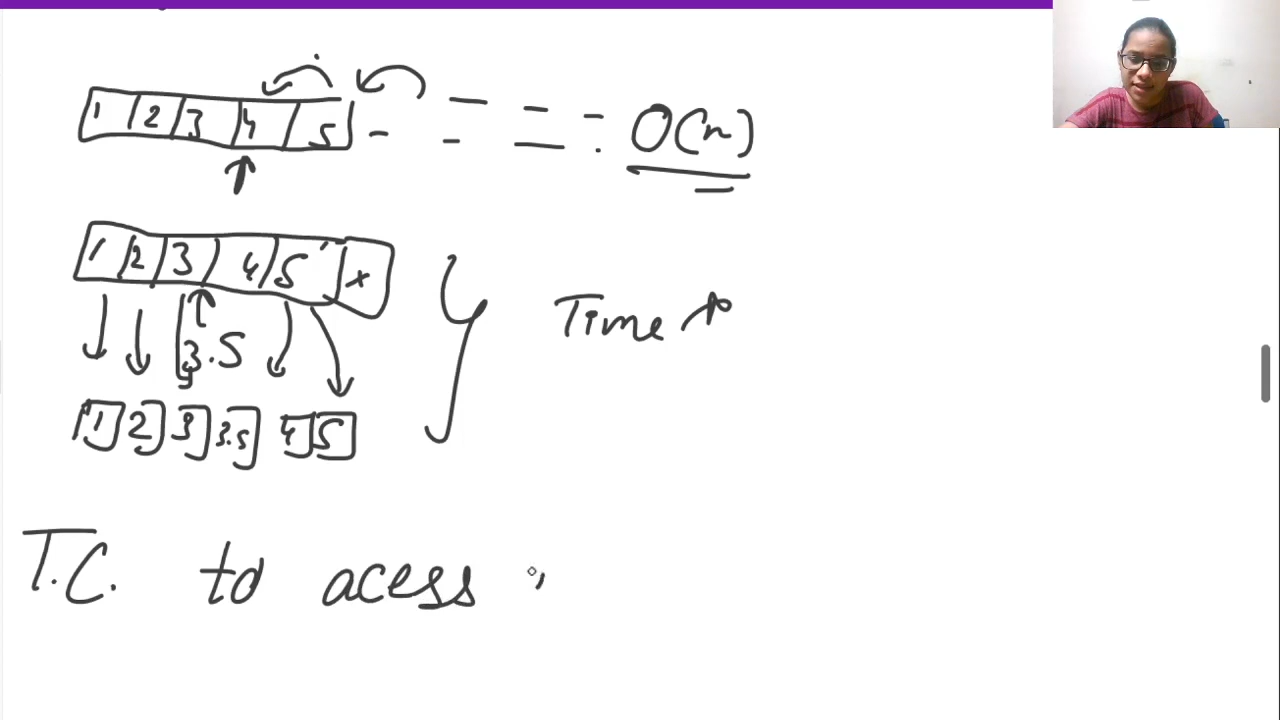 1 2 3 4 5 O(n)
1 2 3 4 5 x
Time
3.5
1 2 3 3.5 4 5
T.C. to acess